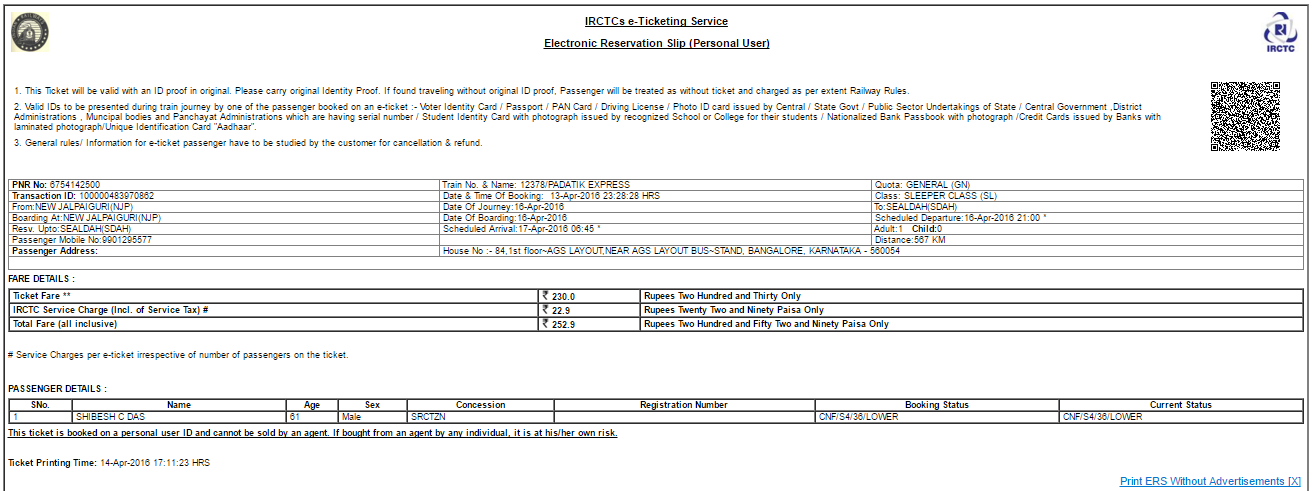 IRCTCs e-Ticketing Service
Electronic Reservation Slip (Personal User)
IRCTC
1. This Ticket will be valid with an ID proof in original. Please carry original Identity Proof. If found traveling without original ID proof, Passenger will be treated as without ticket and charged as per extent Railway Rules.
2. Valid IDs to be presented during train journey by one of the passenger booked on an e-ticket :- Voter Identity Card / Passport / PAN Card / Driving License / Photo ID card issued by Central / State Govt / Public Sector Undertakings of State / Central Government ,District
Administrations , Muncipal bodies and Panchayat Administrations which are having serial number / Student Identity Card with photograph issued by recognized School or College for their students / Nationalized Bank Passbook with photograph /Credit Cards issued by Banks with
laminated photograph/Unique Identification Card "Aadhaar".
3. General rules/ Information for e-ticket passenger have to be studied by the customer for cancellation & refund.
PNR No: 6754142500 Train No. & Name: 12378/PADATIK EXPRESS Quota: GENERAL (GN)
Transaction ID: 100000483970862 Date & Time Of Booking: 13-Apr-2016 23:28:28 HRS Class: SLEEPER CLASS (SL)
From:NEW JALPAIGURI(NJP) Date Of Journey:16-Apr-2016 To:SEALDAH(SDAH)
Boarding At:NEW JALPAIGURI(NJP) Date Of Boarding:16-Apr-2016 Scheduled Departure:16-Apr-2016 21:00 *
Resv. Upto:SEALDAH(SDAH) Scheduled Arrival:17-Apr-2016 06:45 * Adult:1 Child:0
Passenger Mobile No:9901295577 Distance:567 KM
Passenger Address: House No :- 84,1st floor~AGS LAYOUT,NEAR AGS LAYOUT BUS~STAND, BANGALORE, KARNATAKA - 560054
FARE DETAILS :
Ticket Fare ** ₹ 230.0 Rupees Two Hundred and Thirty Only
IRCTC Service Charge (Incl. of Service Tax) # ₹ 22.9 Rupees Twenty Two and Ninety Paisa Only
Total Fare (all inclusive) ₹ 252.9 Rupees Two Hundred and Fifty Two and Ninety Paisa Only
# Service Charges per e-ticket irrespective of number of passengers on the ticket.
PASSENGER DETAILS :
SNo. Name Age Sex Concession Registration Number Booking Status Current Status
1 SHIBESH C DAS 61 Male SRCTZN CNF/S4/36/LOWER CNF/S4/36/LOWER
This ticket is booked on a personal user ID and cannot be sold by an agent. If bought from an agent by any individual, it is at his/her own risk.
Ticket Printing Time: 14-Apr-2016 17:11:23 HRS
Print ERS Without Advertisements [X]